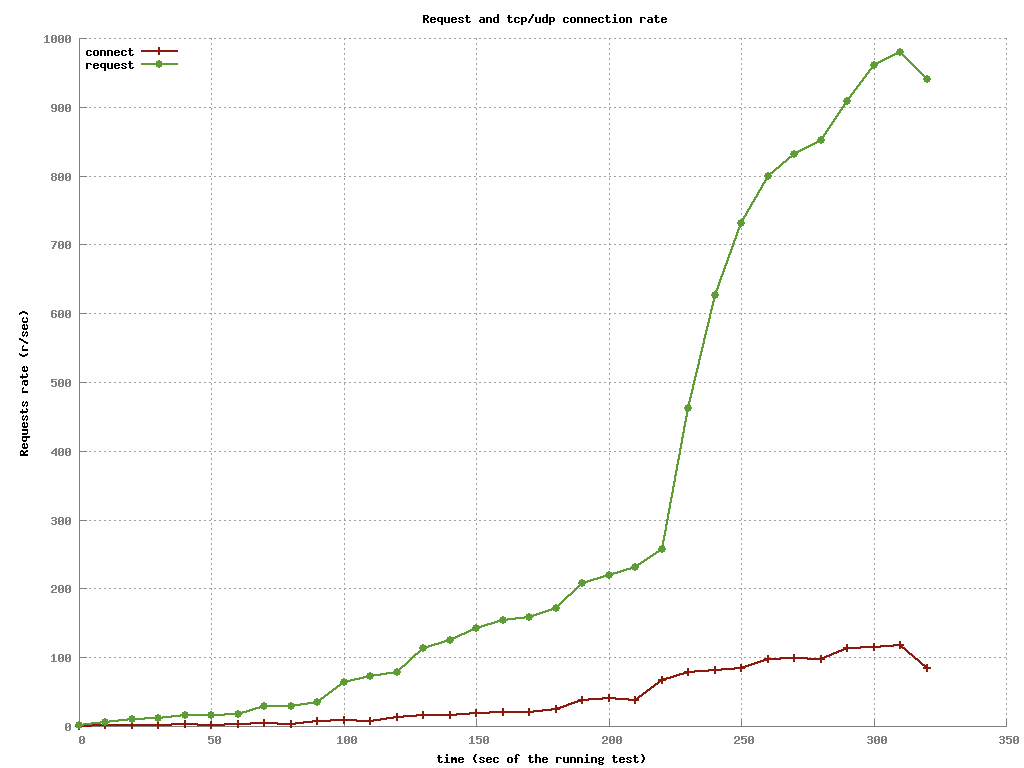 Request and tcp/udp connection rate
1000
900
800
700
600
500
400
300
200
100
0
connect
request
Requests rate (r/sec)
0 50 100 150 200 250 300 350
time (sec of the running test)